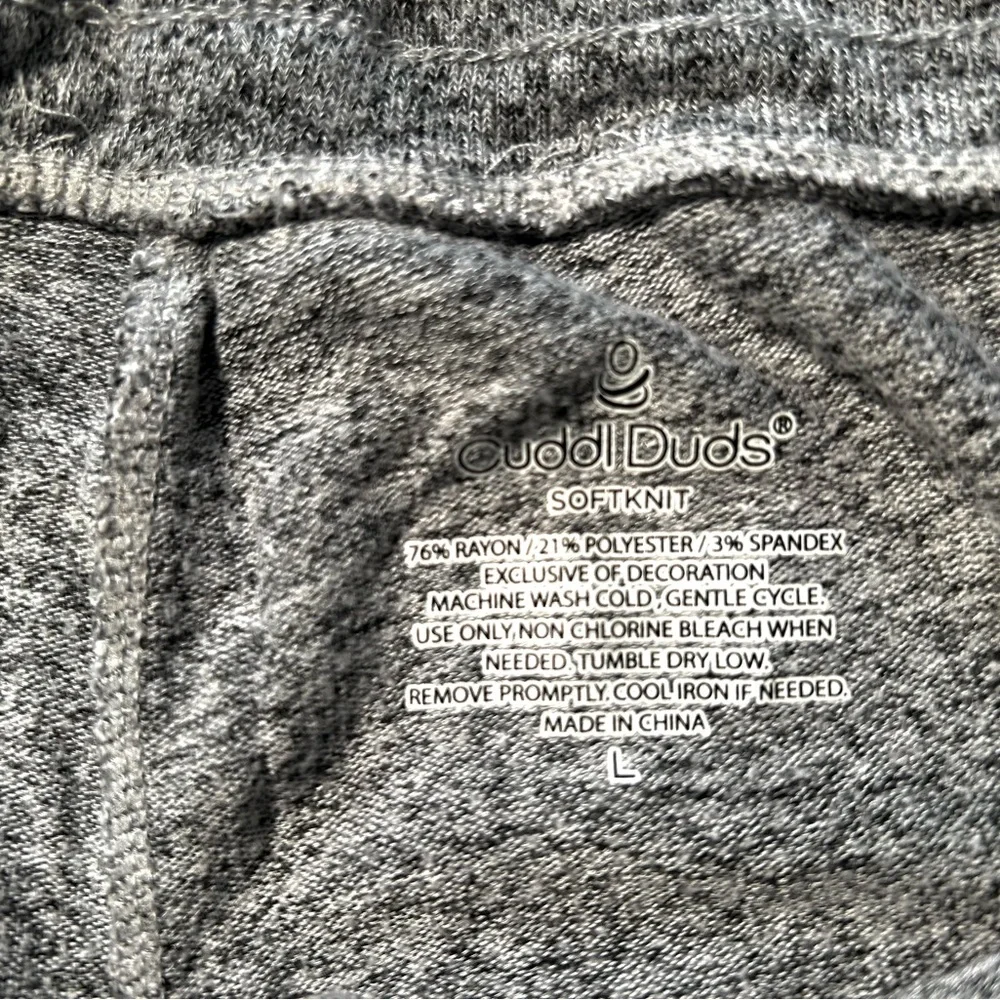 Cuddl Duds®
SOFTKNIT
76% RAYON / 21% POLYESTER / 3% SPANDEX
EXCLUSIVE OF DECORATION
MACHINE WASH COLD, GENTLE CYCLE.
USE ONLY NON CHLORINE BLEACH WHEN
NEEDED. TUMBLE DRY LOW.
REMOVE PROMPTLY. COOL IRON IF NEEDED.
MADE IN CHINA
L